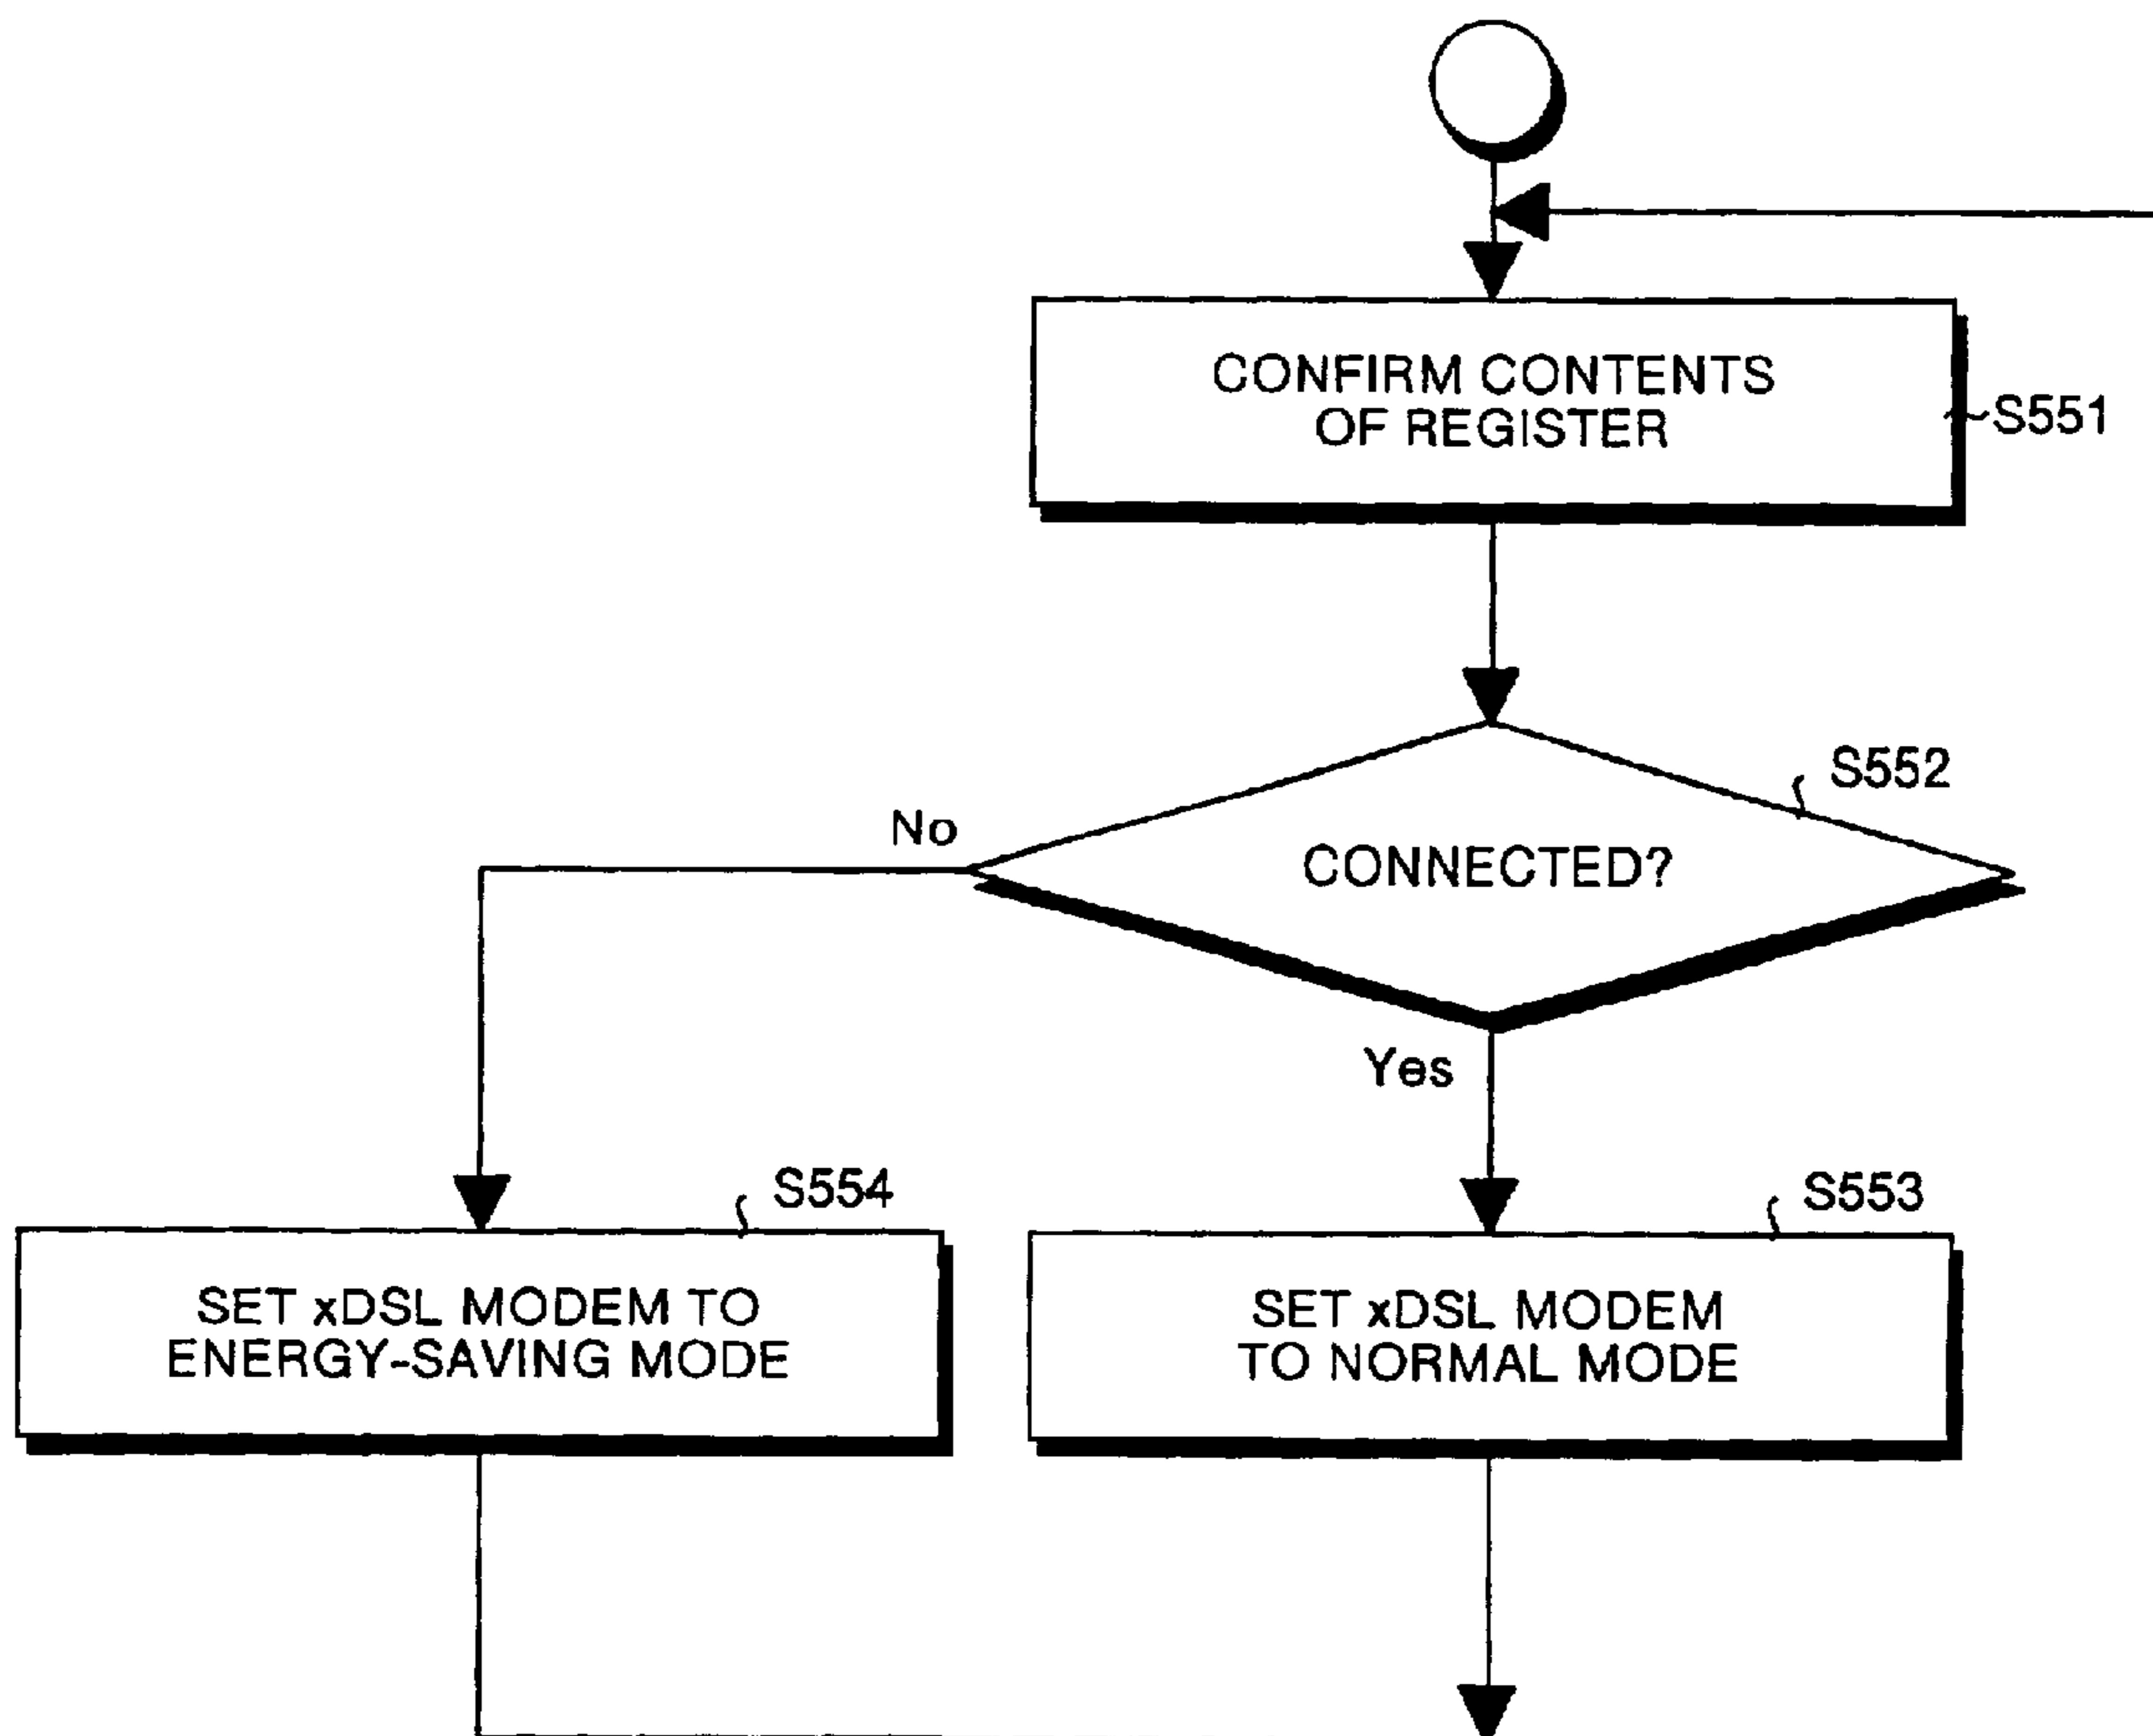 CONFIRM CONTENTS
OF REGISTER
S551
S552
No
CONNECTED?
Yes
S554
S553
SET xDSL MODEM TO
ENERGY-SAVING MODE
SET xDSL MODEM
TO NORMAL MODE